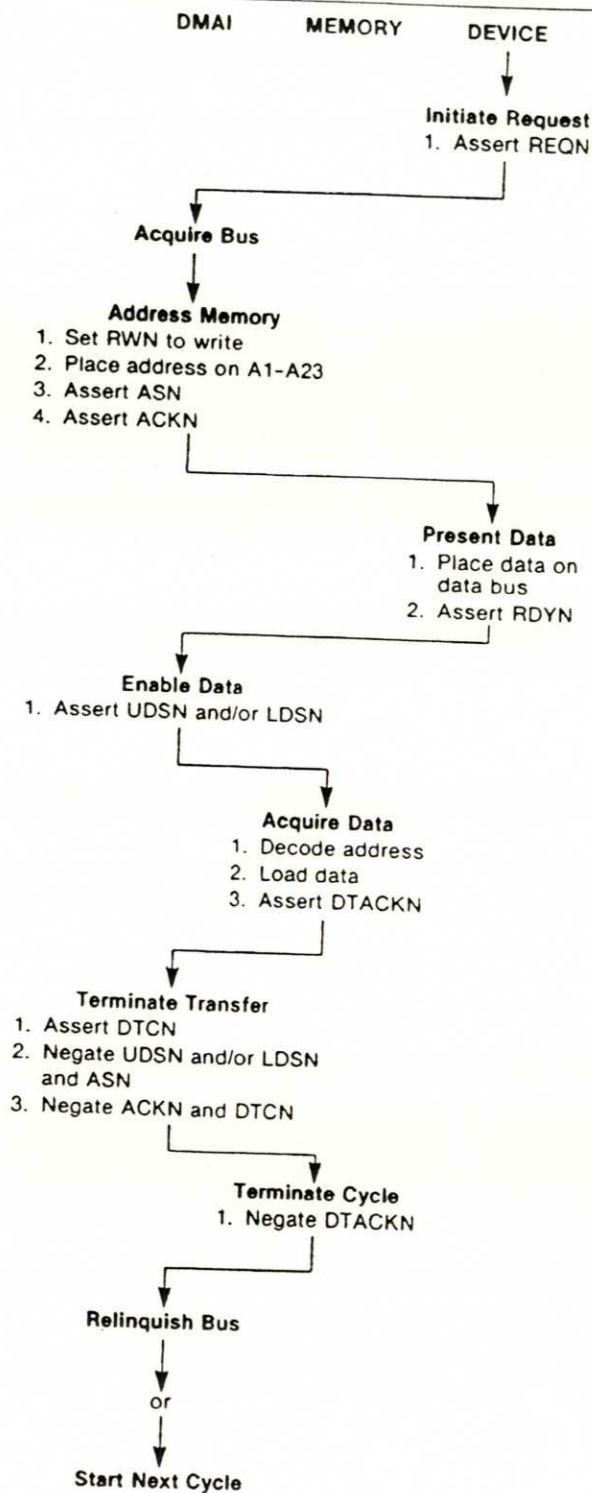 DMAI MEMORY DEVICE
Initiate Request
1. Assert REQN
Acquire Bus
Address Memory
1. Set RWN to write
2. Place address on A1-A23
3. Assert ASN
4. Assert ACKN
Present Data
1. Place data on
data bus
2. Assert RDYN
Enable Data
1. Assert UDSN and/or LDSN
Acquire Data
1. Decode address
2. Load data
3. Assert DTACKN
Terminate Transfer
1. Assert DTCN
2. Negate UDSN and/or LDSN
and ASN
3. Negate ACKN and DTCN
Terminate Cycle
1. Negate DTACKN
Relinquish Bus
or
Start Next Cycle